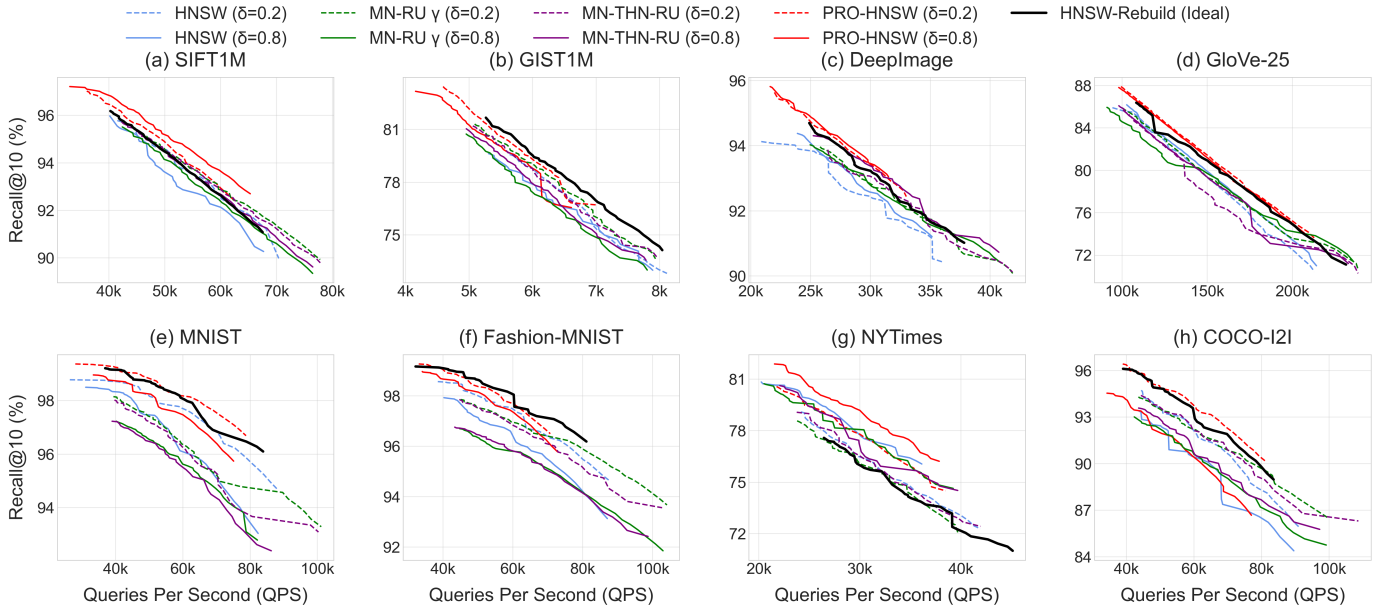 HNSW (δ=0.2) MN-RU γ (δ=0.2) MN-THN-RU (δ=0.2) PRO-HNSW (δ=0.2) HNSW-Rebuild (Ideal)
HNSW (δ=0.8) MN-RU γ (δ=0.8) MN-THN-RU (δ=0.8) PRO-HNSW (δ=0.8)
(a) SIFT1M (b) GIST1M (c) DeepImage (d) GloVe-25
Recall@10 (%)
96
94
92
90
40k 50k 60k 70k 80k
81
78
75
4k 5k 6k 7k 8k
96
94
92
90
20k 25k 30k 35k 40k
88
84
80
76
72
100k 150k 200k
(e) MNIST (f) Fashion-MNIST (g) NYTimes (h) COCO-I2I
Recall@10 (%)
98
96
94
40k 60k 80k 100k
98
96
94
92
40k 60k 80k 100k
81
78
75
72
20k 30k 40k
96
93
90
87
84
40k 60k 80k 100k
Queries Per Second (QPS) Queries Per Second (QPS) Queries Per Second (QPS) Queries Per Second (QPS)